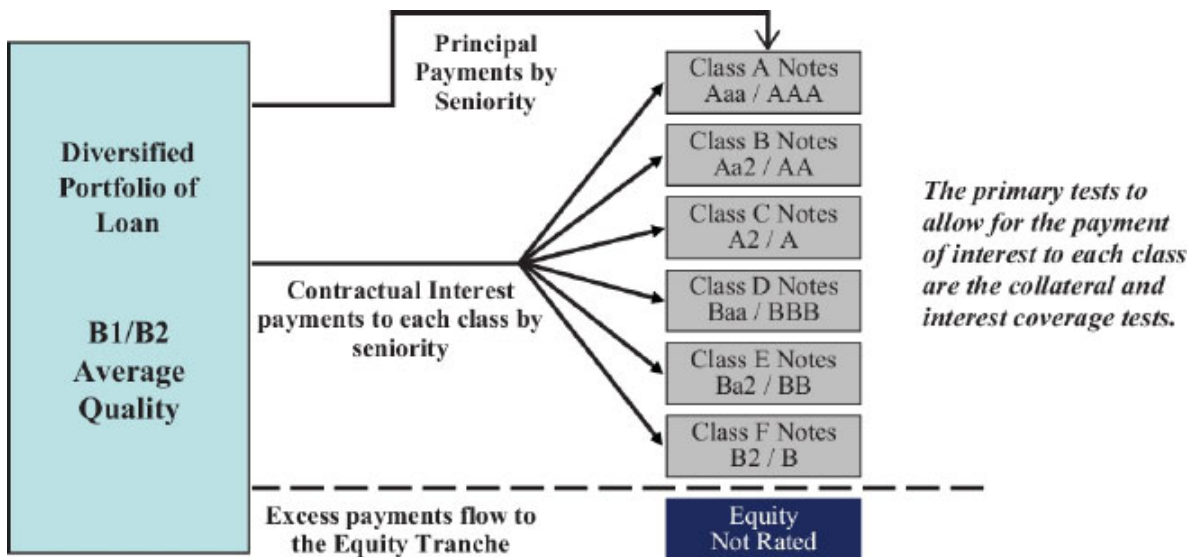 Diversified
Portfolio of
Loan
B1/B2
Average
Quality
Principal
Payments by
Seniority
Contractual Interest
payments to each class by
seniority
Class A Notes
Aaa / AAA
Class B Notes
Aa2 / AA
Class C Notes
A2 / A
Class D Notes
Baa / BBB
Class E Notes
Ba2 / BB
Class F Notes
B2 / B
The primary tests to
allow for the payment
of interest to each class
are the collateral and
interest coverage tests.
Excess payments flow to
the Equity Tranche
Equity
Not Rated